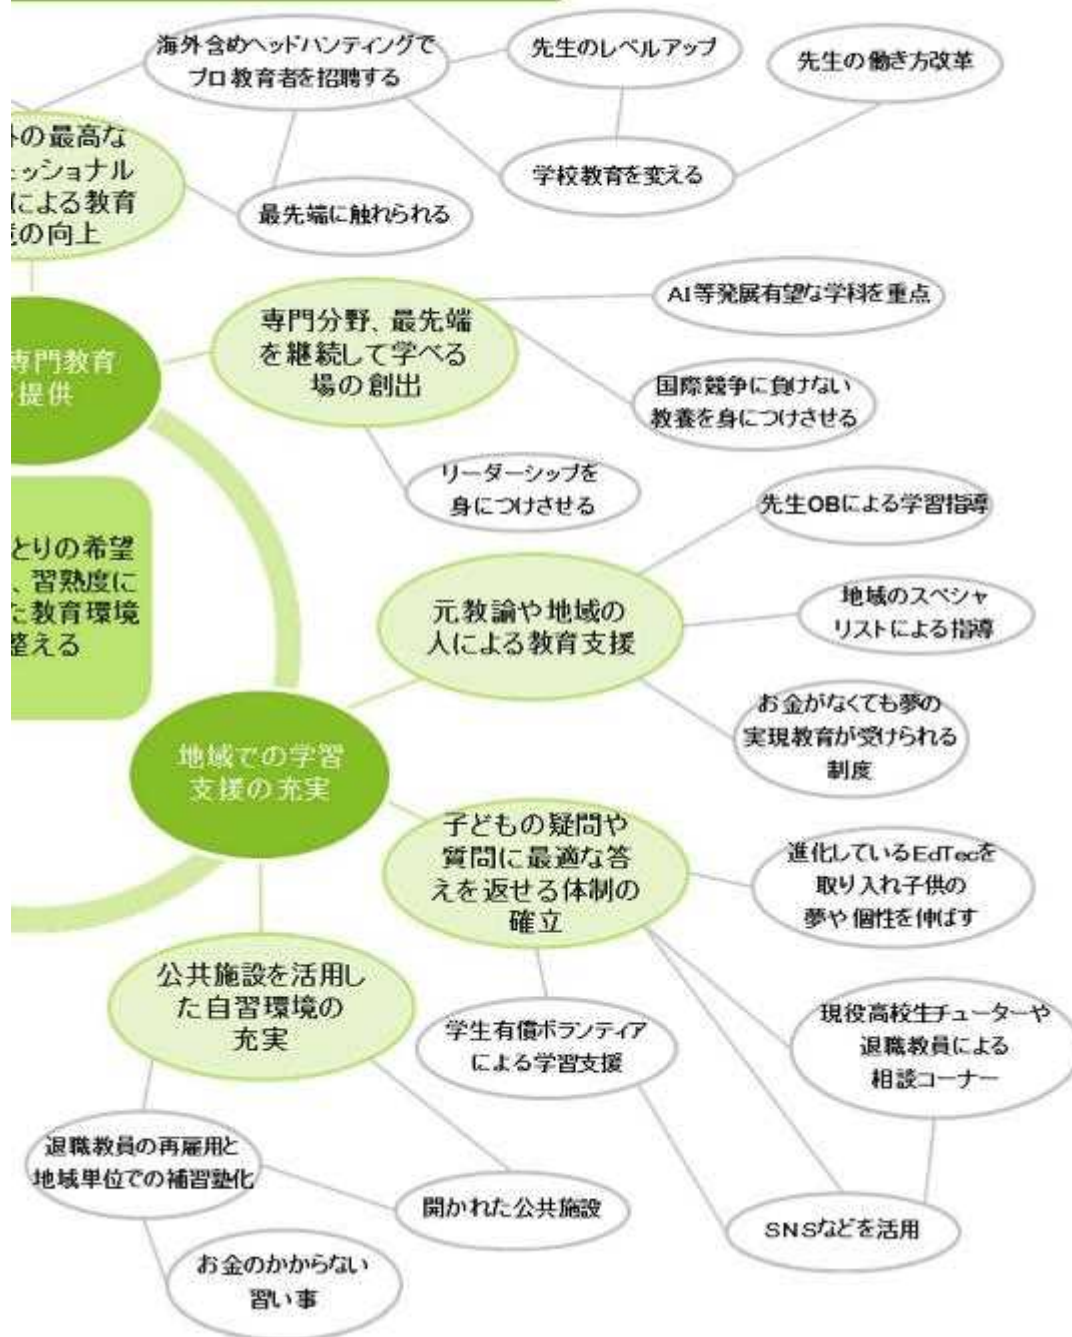 海外含めヘッドハンティングで
プロ教育者を招聘する
先生のレベルアップ
先生の働き方改革
の最高な
ッショナル
による教育
の向上
学校教育を変える
最先端に触れられる
専門分野、最先端
を継続して学べる
場の創出
AI等発展有望な学科を重点
国際競争に負けない
教養を身につけさせる
リーダーシップを
身につけさせる
専門教育
提供
とりの希望
、習熟度に
た教育環境
整える
先生OBによる学習指導
元教論や地域の
人による教育支援
地域のスペシャ
リストによる指導
お金がなくても夢の
実現教育が受けられる
制度
地域での学習
支援の充実
子どもの疑問や
質問に最適な答
えを返せる体制の
確立
進化しているEdTecを
取り入れ子供の
夢や個性を伸ばす
公共施設を活用し
た自習環境の
充実
学生有償ボランティア
による学習支援
現役高校生チューターや
退職教員による
相談コーナー
退職教員の再雇用と
地域単位での補習塾化
開かれた公共施設
SNSなどを活用
お金のかからない
習い事